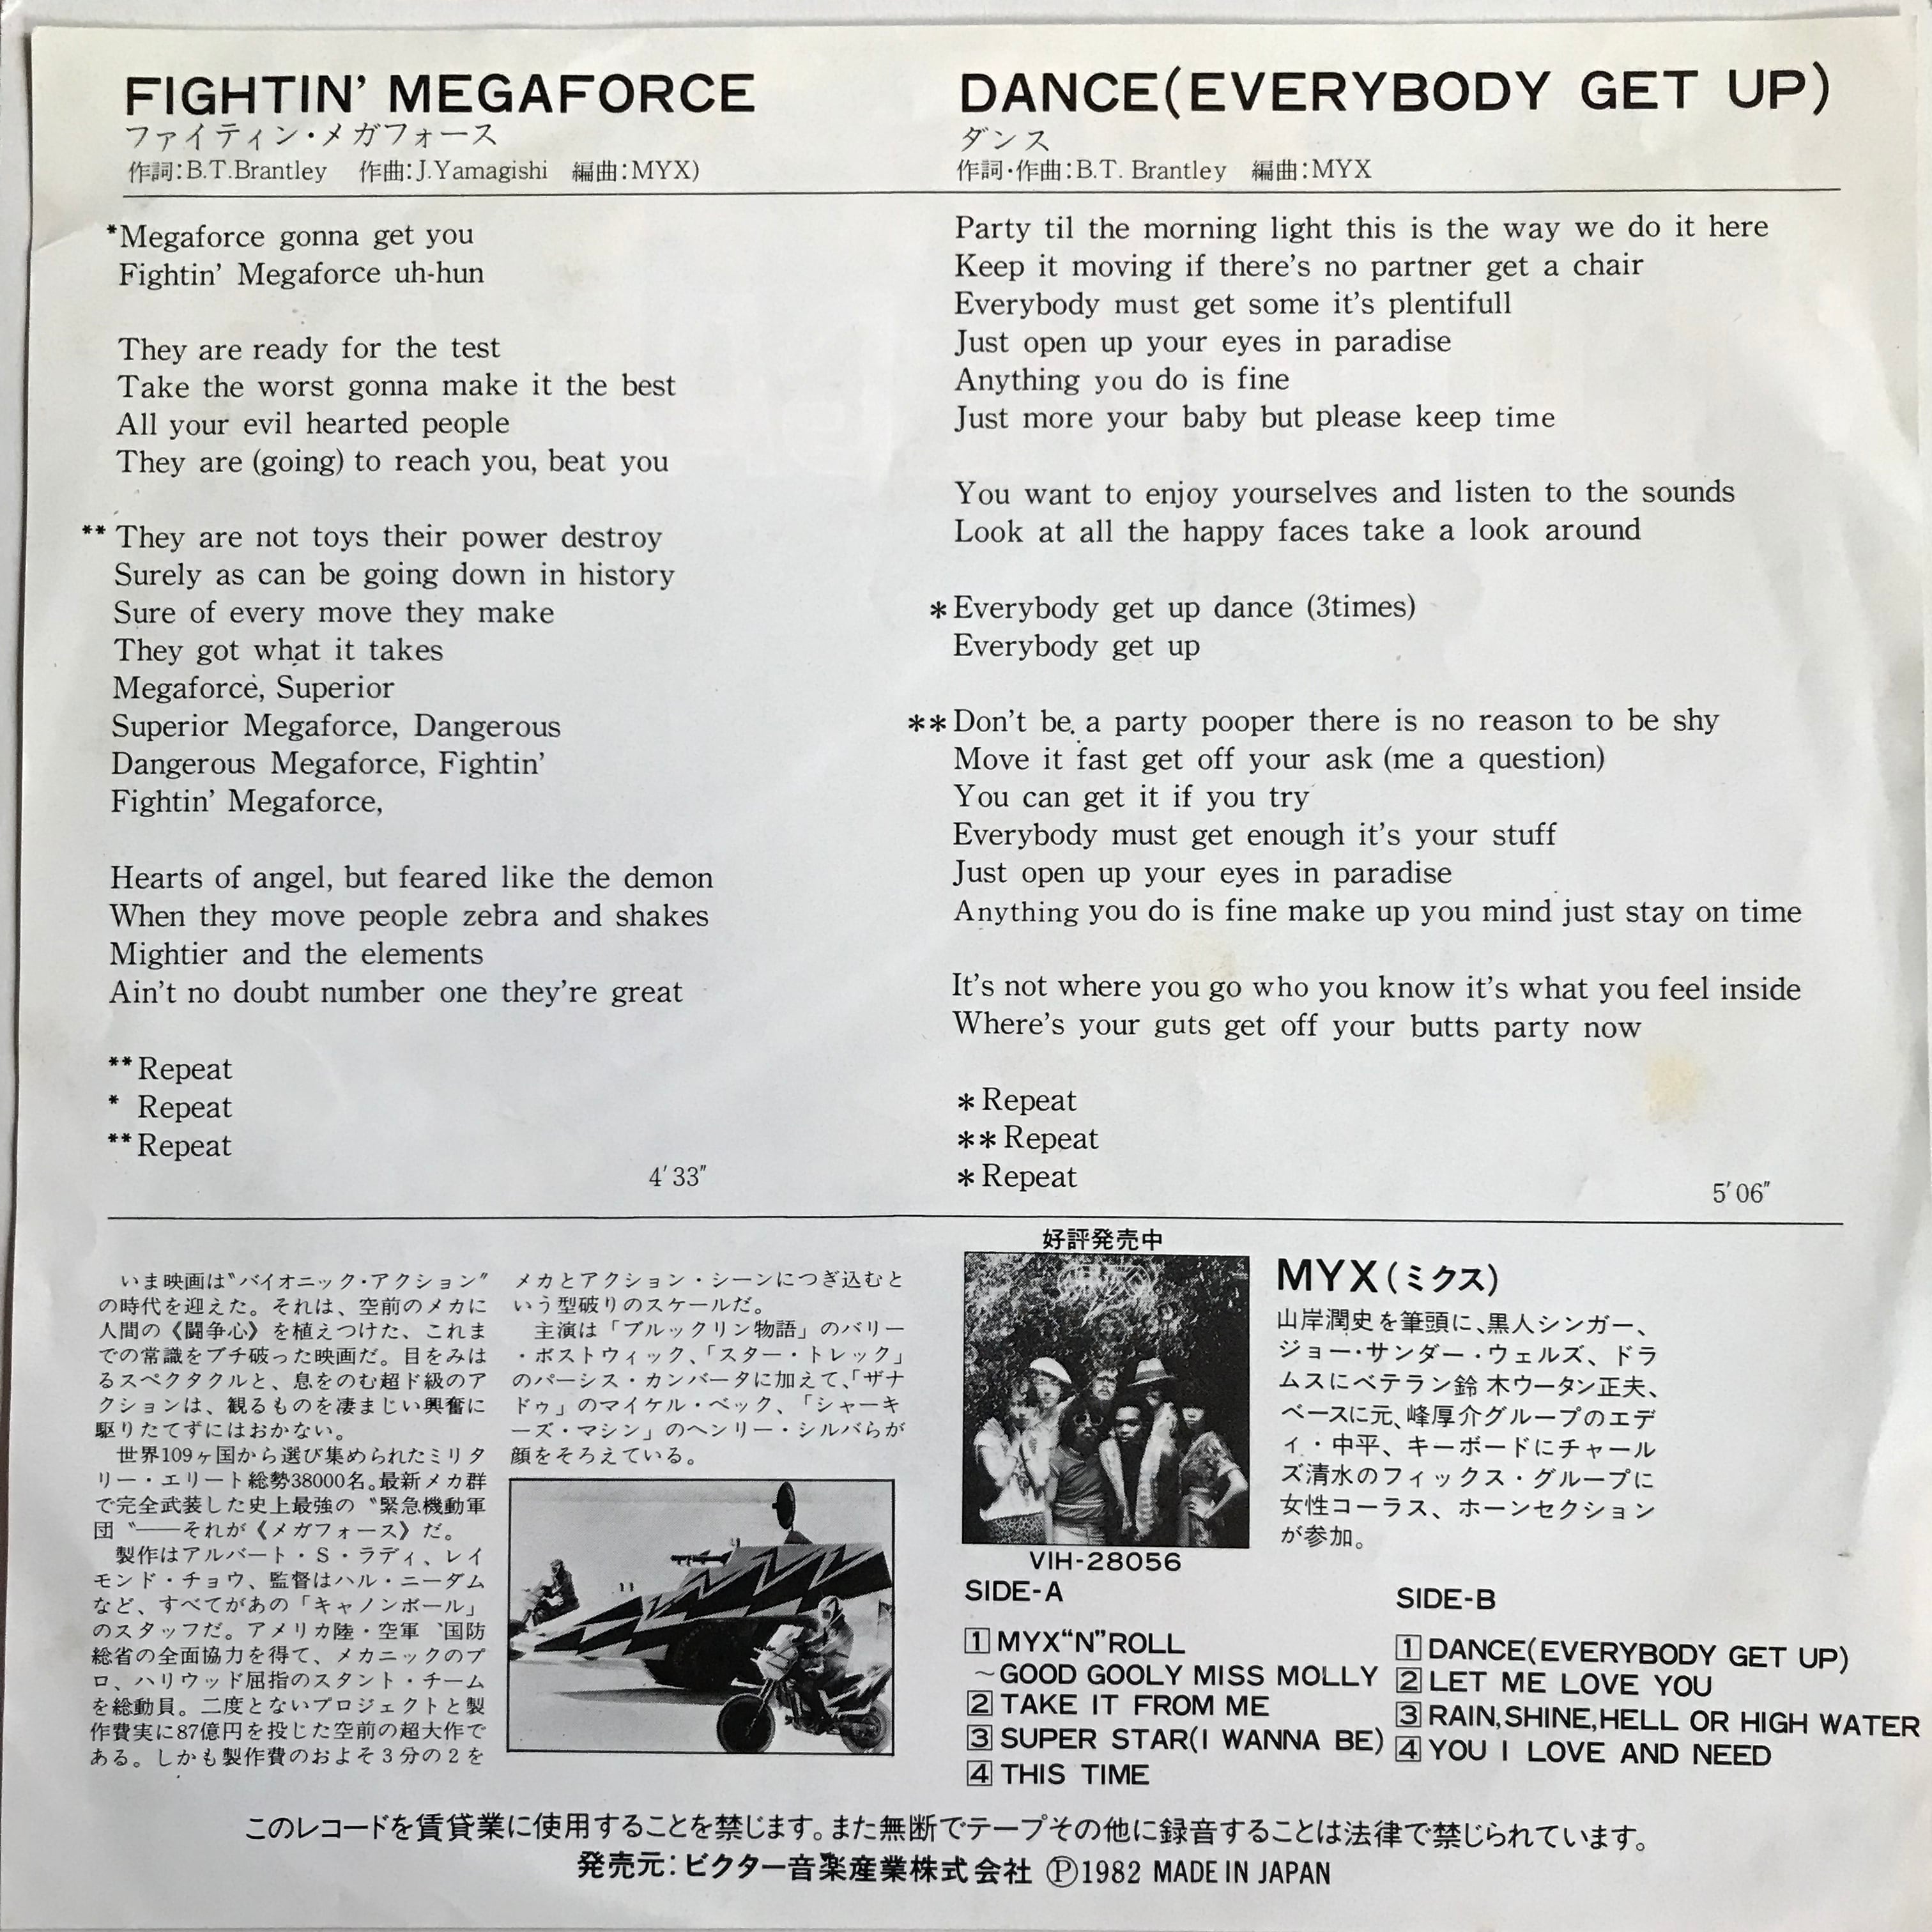 FIGHTIN' MEGAFORCE
ファイティン・メガフォース
作詞:B.T.Brantley 作曲:J.Yamagishi 編曲:MYX)
*Megaforce gonna get you
Fightin' Megaforce uh-hun
They are ready for the test
Take the worst gonna make it the best
All your evil hearted people
They are (going) to reach you, beat you
** They are not toys their power destroy
Surely as can be going down in history
Sure of every move they make
They got what it takes
Megaforce, Superior
Superior Megaforce, Dangerous
Dangerous Megaforce, Fightin'
Fightin' Megaforce,
Hearts of angel, but feared like the demon
When they move people zebra and shakes
Mightier and the elements
Ain't no doubt number one they're great
** Repeat
* Repeat
** Repeat
4'33"
DANCE(EVERYBODY GET UP)
ダンス
作詞・作曲:B.T. Brantley 編曲:MYX
Party til the morning light this is the way we do it here
Keep it moving if there's no partner get a chair
Everybody must get some it's plentifull
Just open up your eyes in paradise
Anything you do is fine
Just more your baby but please keep time
You want to enjoy yourselves and listen to the sounds
Look at all the happy faces take a look around
*Everybody get up dance (3times)
Everybody get up
**Don't be a party pooper there is no reason to be shy
Move it fast get off your ask (me a question)
You can get it if you try
Everybody must get enough it's your stuff
Just open up your eyes in paradise
Anything you do is fine make up you mind just stay on time
It's not where you go who you know it's what you feel inside
Where's your guts get off your butts party now
* Repeat
** Repeat
* Repeat
5'06"
いま映画は〝バイオニック・アクション〟
の時代を迎えた。それは、空前のメカに
人間の《闘争心》を植えつけた、これま
での常識をブチ破った映画だ。目をみは
るスペクタクルと、息をのむ超ド級のア
クションは、観るものを凄まじい興奮に
駆りたてずにはおかない。
世界109ヶ国から選び集められたミリタ
リー・エリート総勢38000名。最新メカ群
で完全武装した史上最強の〝緊急機動軍
団〟──それが《メガフォース》だ。
製作はアルバート・S・ラディ、レイ
モンド・チョウ、監督はハル・ニーダム
など、すべてがあの「キャノンボール」
のスタッフだ。アメリカ陸・空軍、国防
総省の全面協力を得て、メカニックのプ
ロ、ハリウッド屈指のスタント・チーム
を総動員。二度とないプロジェクトと製
作費実に87億円を投じた空前の超大作で
ある。しかも製作費のおよそ3分の2を
メカとアクション・シーンにつぎ込むと
いう型破りのスケールだ。
主演は「ブルックリン物語」のバリー
・ボストウィック、「スター・トレック」
のパーシス・カンバータに加えて、「ザナ
ドゥ」のマイケル・ベック、「シャーキ
ーズ・マシン」のヘンリー・シルバらが
顔をそろえている。
好評発売中
VIH-28056
MYX(ミクス)
山岸潤史を筆頭に、黒人シンガー、
ジョー・サンダー・ウェルズ、ドラ
ムスにベテラン鈴木ウータン正夫、
ベースに元、峰厚介グループのエデ
ィ・中平、キーボードにチャール
ズ清水のフィックス・グループに
女性コーラス、ホーンセクション
が参加。
SIDE-A
1 MYX“N”ROLL
~GOOD GOOLY MISS MOLLY
2 TAKE IT FROM ME
3 SUPER STAR(I WANNA BE)
4 THIS TIME
SIDE-B
1 DANCE(EVERYBODY GET UP)
2 LET ME LOVE YOU
3 RAIN,SHINE,HELL OR HIGH WATER
4 YOU I LOVE AND NEED
このレコードを賃貸業に使用することを禁じます。また無断でテープその他に録音することは法律で禁じられています。
発売元:ビクター音楽産業株式会社 Ⓟ1982 MADE IN JAPAN